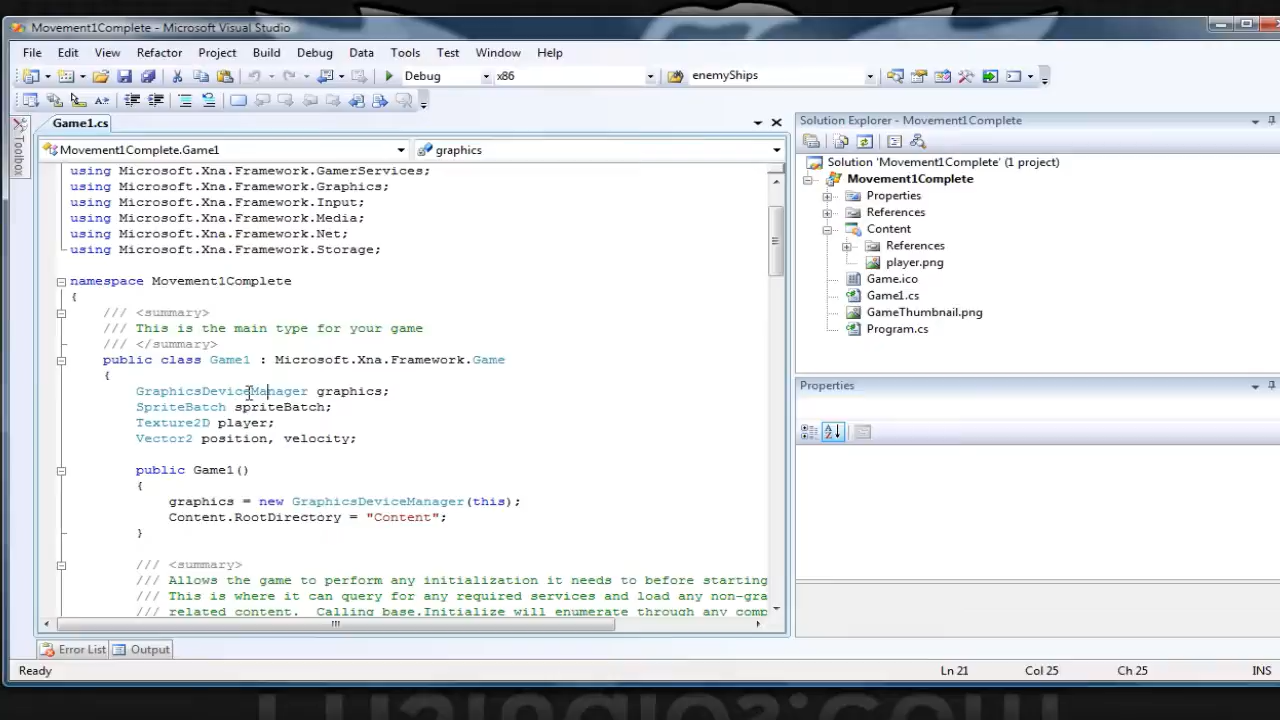 Movement1Complete - Microsoft Visual Studio
File Edit View Refactor Project Build Debug Data Tools Test Window Help
Debug x86 enemyShips
Toolbox
Game1.cs
Movement1Complete.Game1 graphics
using Microsoft.Xna.Framework.GamerServices;
using Microsoft.Xna.Framework.Graphics;
using Microsoft.Xna.Framework.Input;
using Microsoft.Xna.Framework.Media;
using Microsoft.Xna.Framework.Net;
using Microsoft.Xna.Framework.Storage;
namespace Movement1Complete
{
/// <summary>
/// This is the main type for your game
/// </summary>
public class Game1 : Microsoft.Xna.Framework.Game
{
GraphicsDeviceManager graphics;
SpriteBatch spriteBatch;
Texture2D player;
Vector2 position, velocity;
public Game1()
{
graphics = new GraphicsDeviceManager(this);
Content.RootDirectory = "Content";
}
/// <summary>
/// Allows the game to perform any initialization it needs to before starting
/// This is where it can query for any required services and load any non-gra
/// related content.  Calling base.Initialize will enumerate through any comp
Solution Explorer - Movement1Complete
Solution 'Movement1Complete' (1 project)
Movement1Complete
Properties
References
Content
References
player.png
Game.ico
Game1.cs
GameThumbnail.png
Program.cs
Properties
Error List Output
Ready Ln 21 Col 25 Ch 25 INS